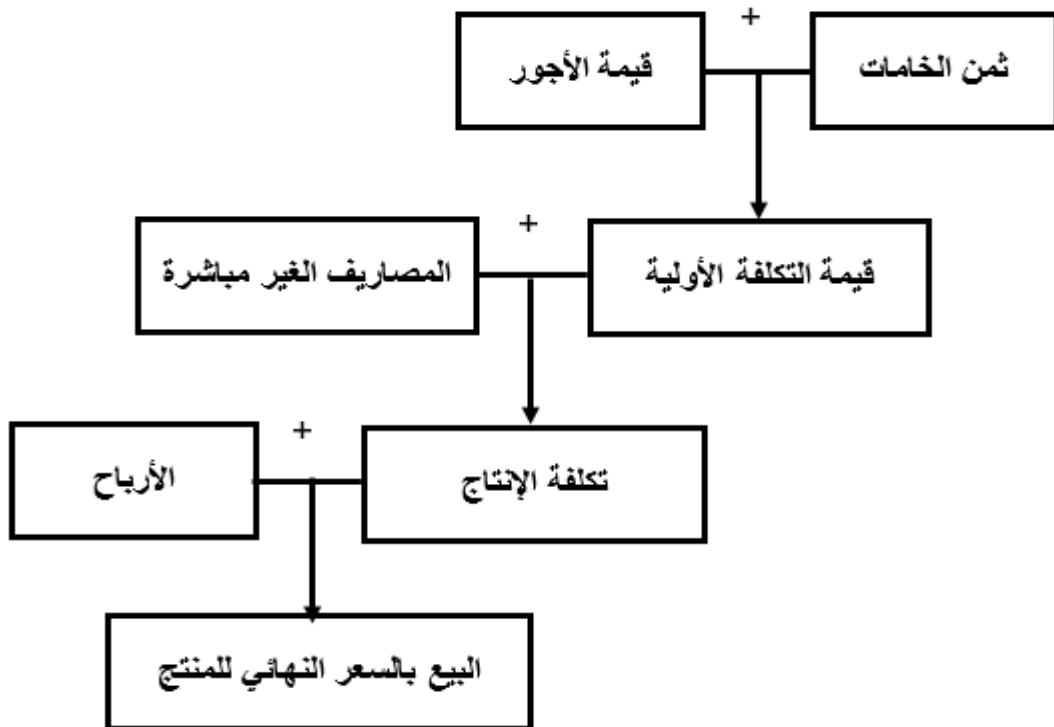 +
ثمن الخامات
قيمة الأجور
+
قيمة التكلفة الأولية
المصاريف الغير مباشرة
+
تكلفة الإنتاج
الأرباح
البيع بالسعر النهائي للمنتج